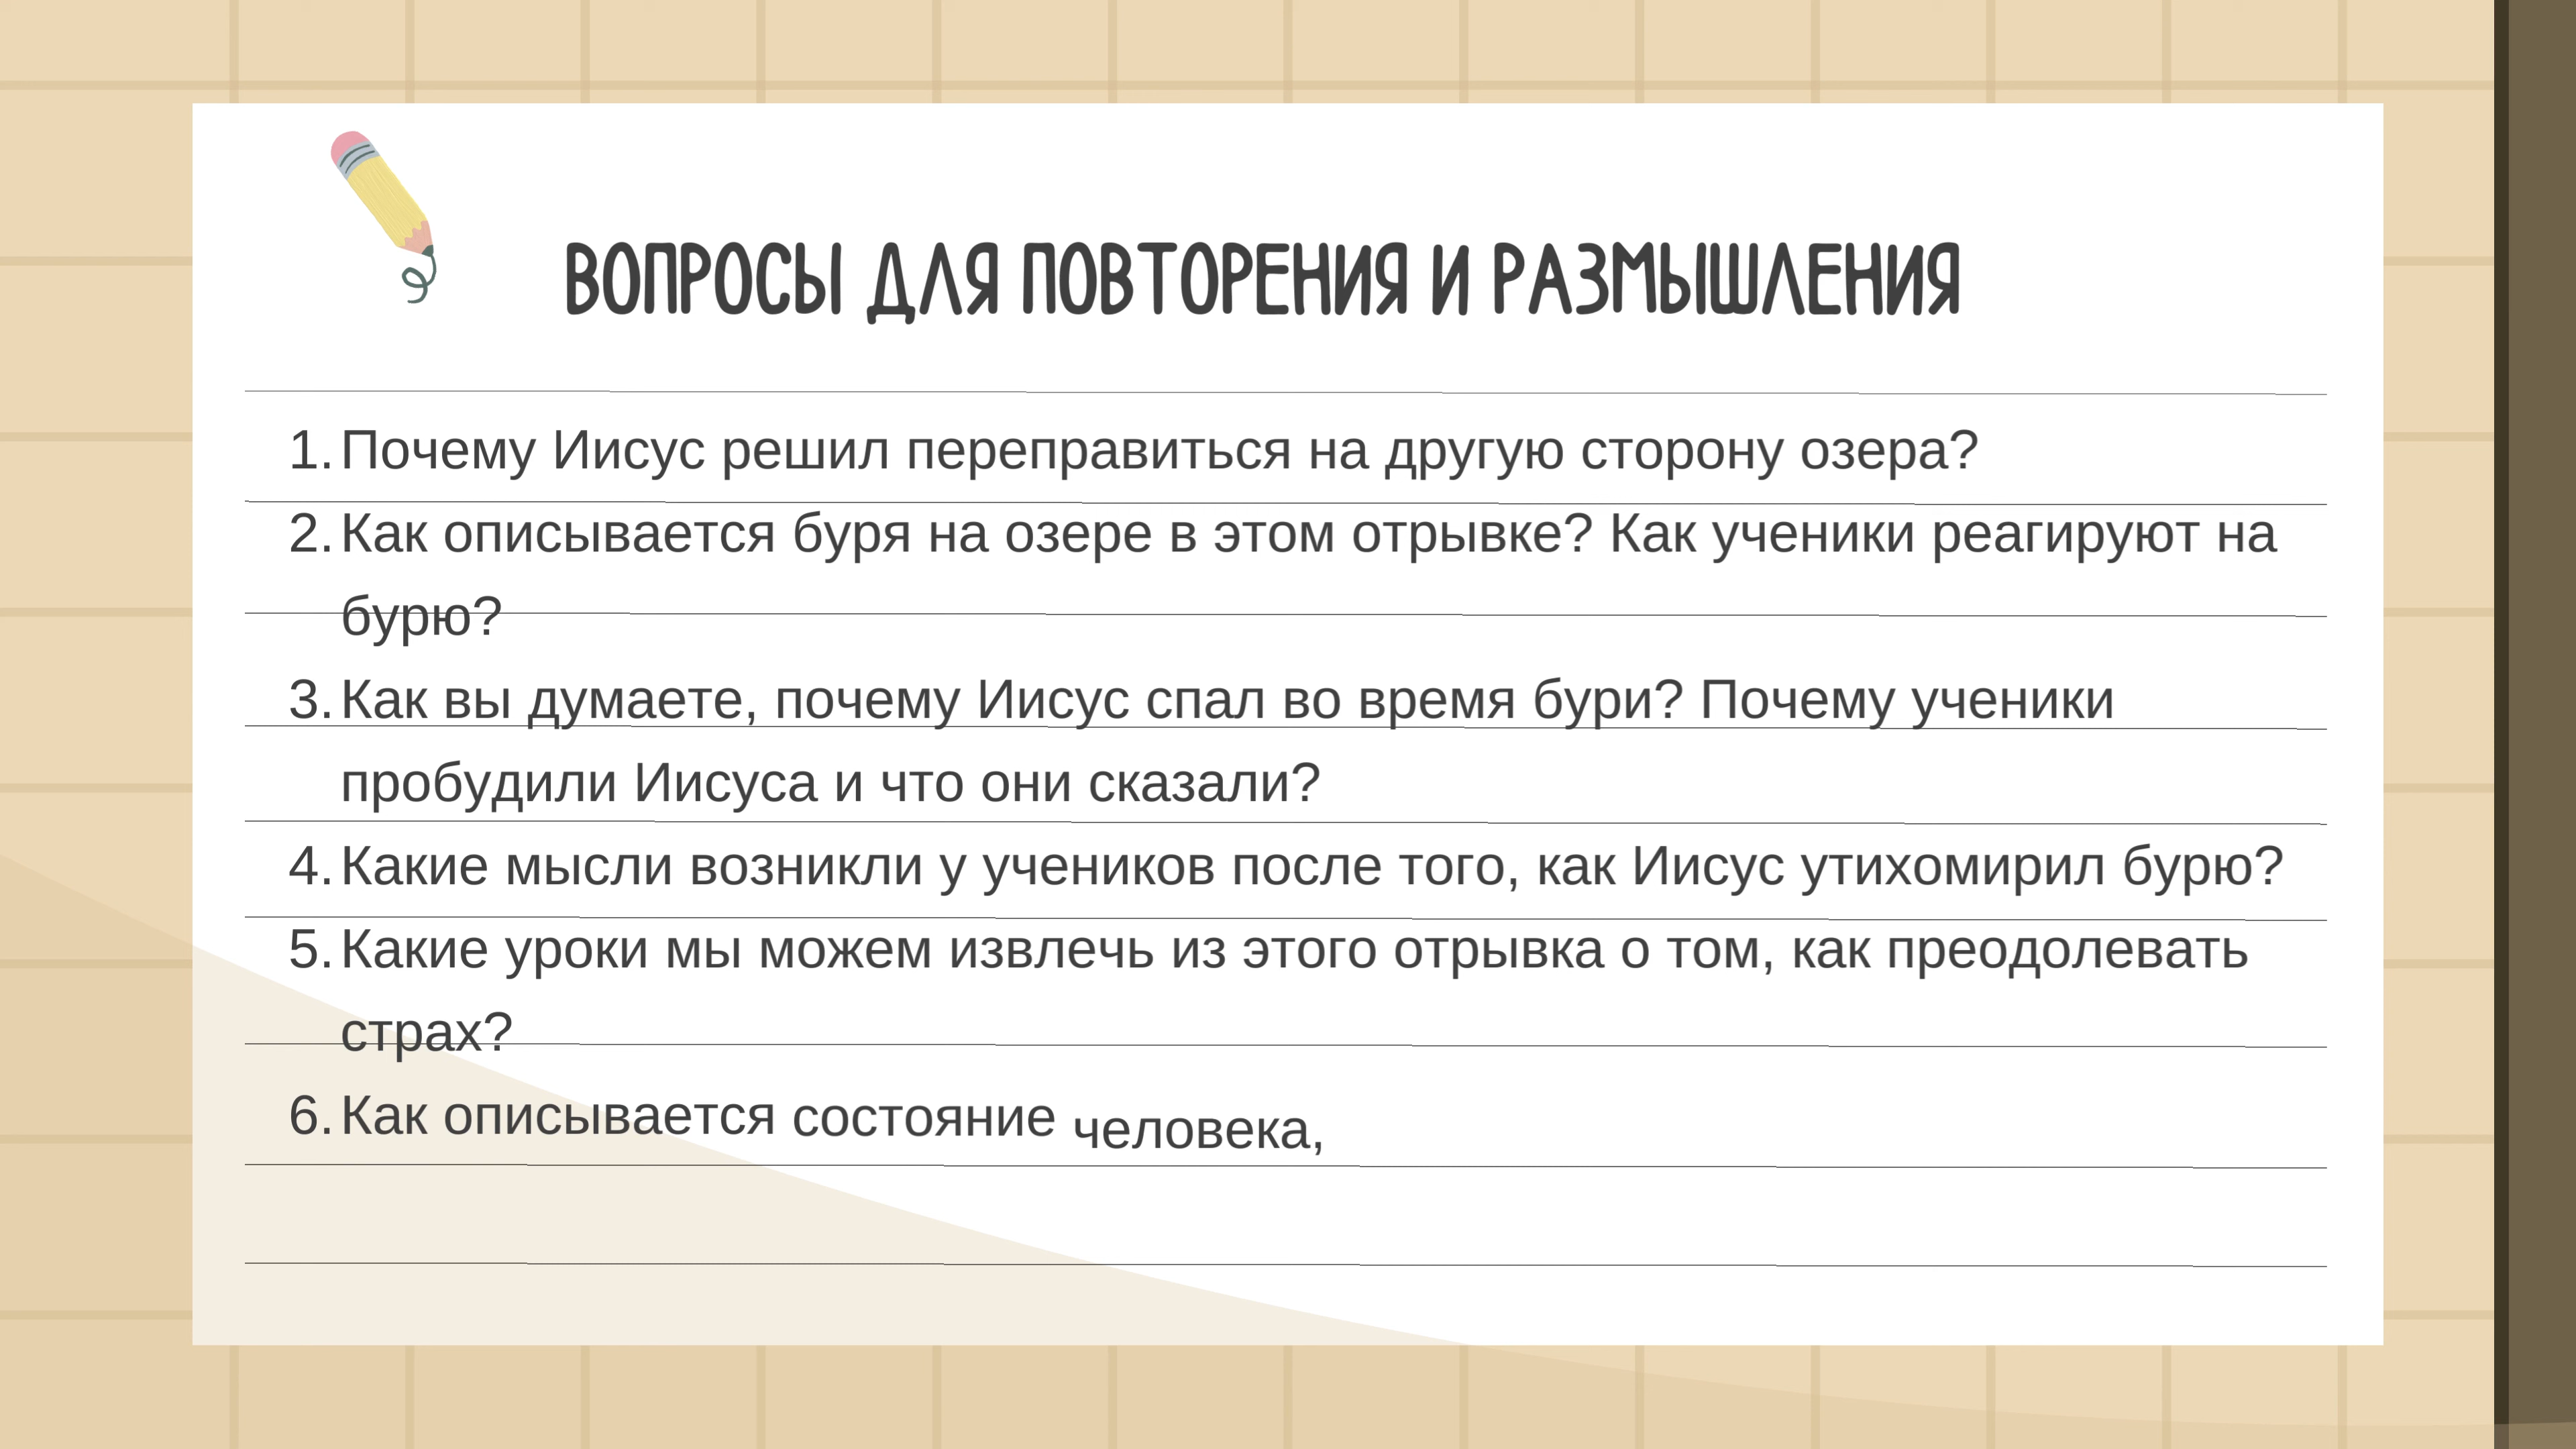 ВОПРОСЫ ДЛЯ ПОВТОРЕНИЯ И РАЗМЫШЛЕНИЯ
1. Почему Иисус решил переправиться на другую сторону озера?
2. Как описывается буря на озере в этом отрывке? Как ученики реагируют на
бурю?
3. Как вы думаете, почему Иисус спал во время бури? Почему ученики
пробудили Иисуса и что они сказали?
4. Какие мысли возникли у учеников после того, как Иисус утихомирил бурю?
5. Какие уроки мы можем извлечь из этого отрывка о том, как преодолевать
страх?
6. Как описывается состояние человека,